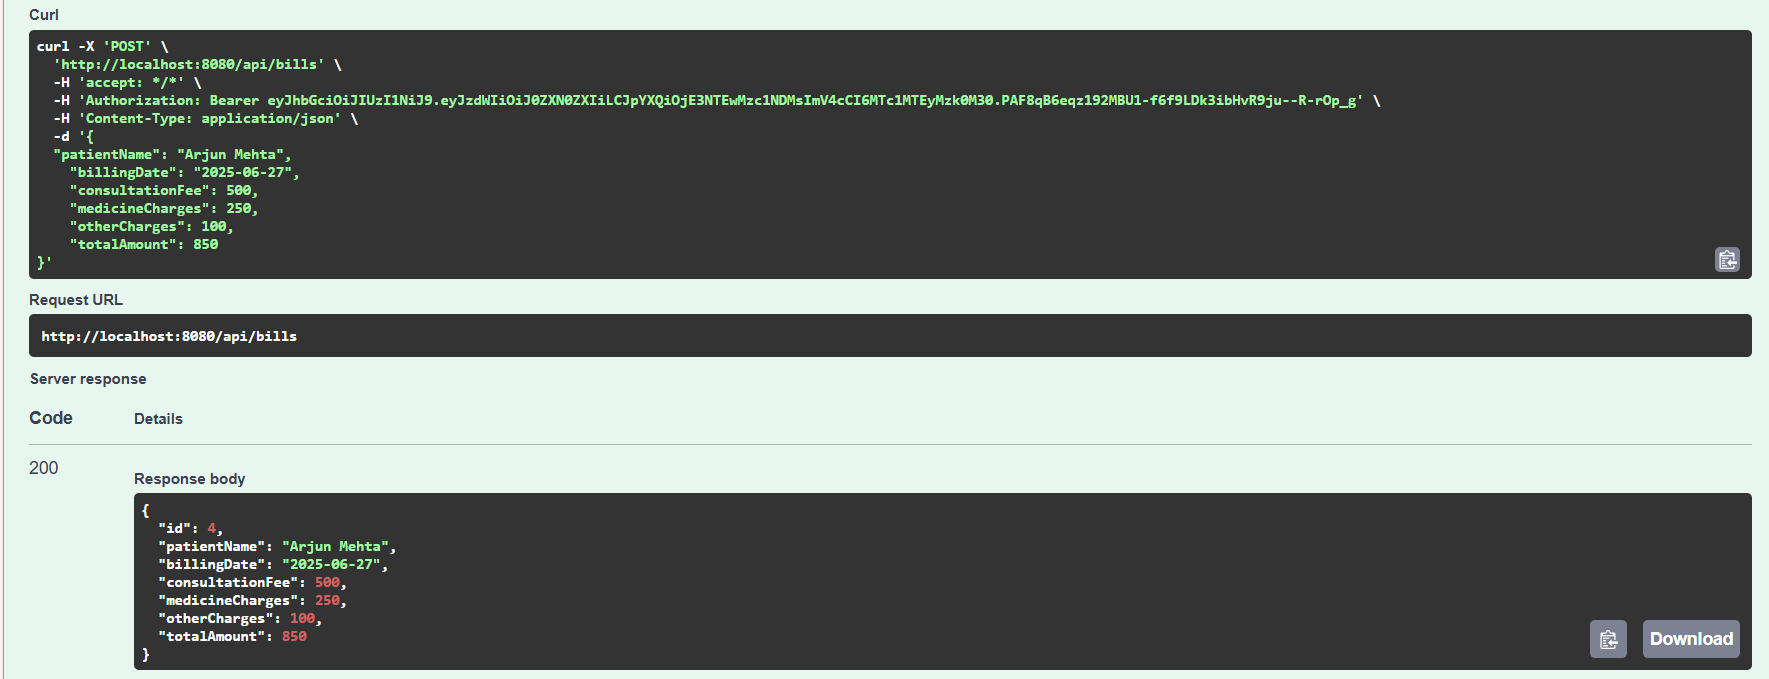 Curl
curl -X 'POST' \
'http://localhost:8080/api/bills' \
-H 'accept: */*' \
-H 'Authorization: Bearer eyJhbGciOiJIUzI1NiJ9.eyJzdWIiOiJ0ZXN0ZXIiLCJpYXQiOjE3NTEwMzc1NDMsImV4cCI6MTc1MTEyMzk0M30.PAF8qB6eqz192MBU1-f6f9LDk3ibHvR9ju--R-rOp_g' \
-H 'Content-Type: application/json' \
-d '{
"patientName": "Arjun Mehta",
"billingDate": "2025-06-27",
"consultationFee": 500,
"medicineCharges": 250,
"otherCharges": 100,
"totalAmount": 850
}'
Request URL
http://localhost:8080/api/bills
Server response
Code Details
200
Response body
{
"id": 4,
"patientName": "Arjun Mehta",
"billingDate": "2025-06-27",
"consultationFee": 500,
"medicineCharges": 250,
"otherCharges": 100,
"totalAmount": 850
}
Download